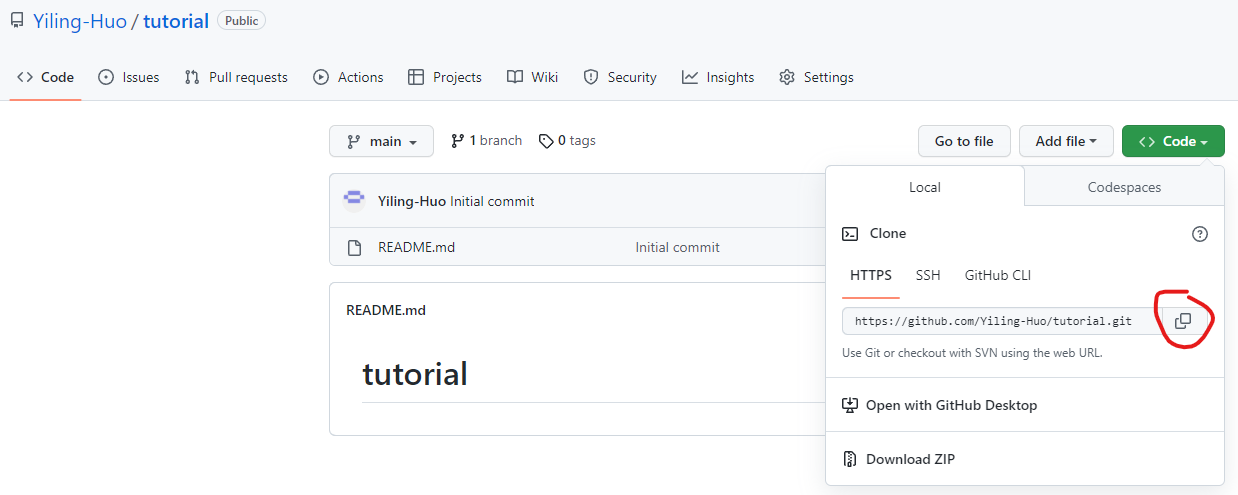 Yiling-Huo / tutorial Public
Code Issues Pull requests Actions Projects Wiki Security Insights Settings
main 1 branch 0 tags Go to file Add file Code
Yiling-Huo Initial commit
README.md Initial commit
README.md
tutorial
Local Codespaces
Clone
HTTPS SSH GitHub CLI
https://github.com/Yiling-Huo/tutorial.git
Use Git or checkout with SVN using the web URL.
Open with GitHub Desktop
Download ZIP